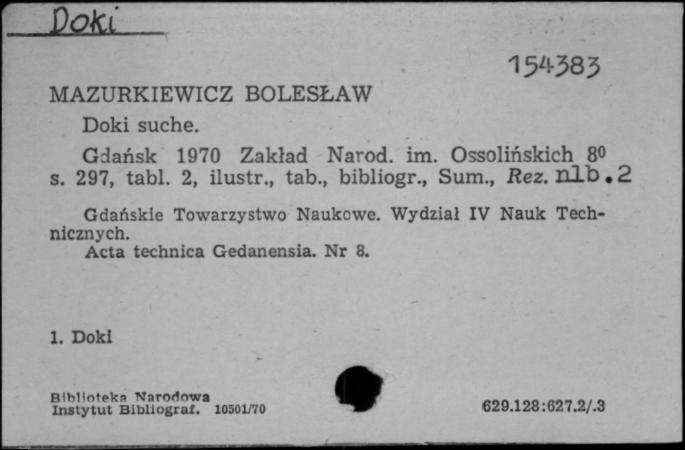 Doki
154383
MAZURKIEWICZ BOLESŁAW
Doki suche.
Gdańsk 1970 Zakład Narod. im. Ossolińskich 8⁰
s. 297, tabl. 2, ilustr., tab., bibliogr., Sum., Rez. nlb.2
Gdańskie Towarzystwo Naukowe. Wydział IV Nauk Tech-
nicznych.
Acta technica Gedanensia. Nr 8.
1. Doki
Biblioteka Narodowa
Instytut Bibliograf. 10501/70
629.128:627.2/.3